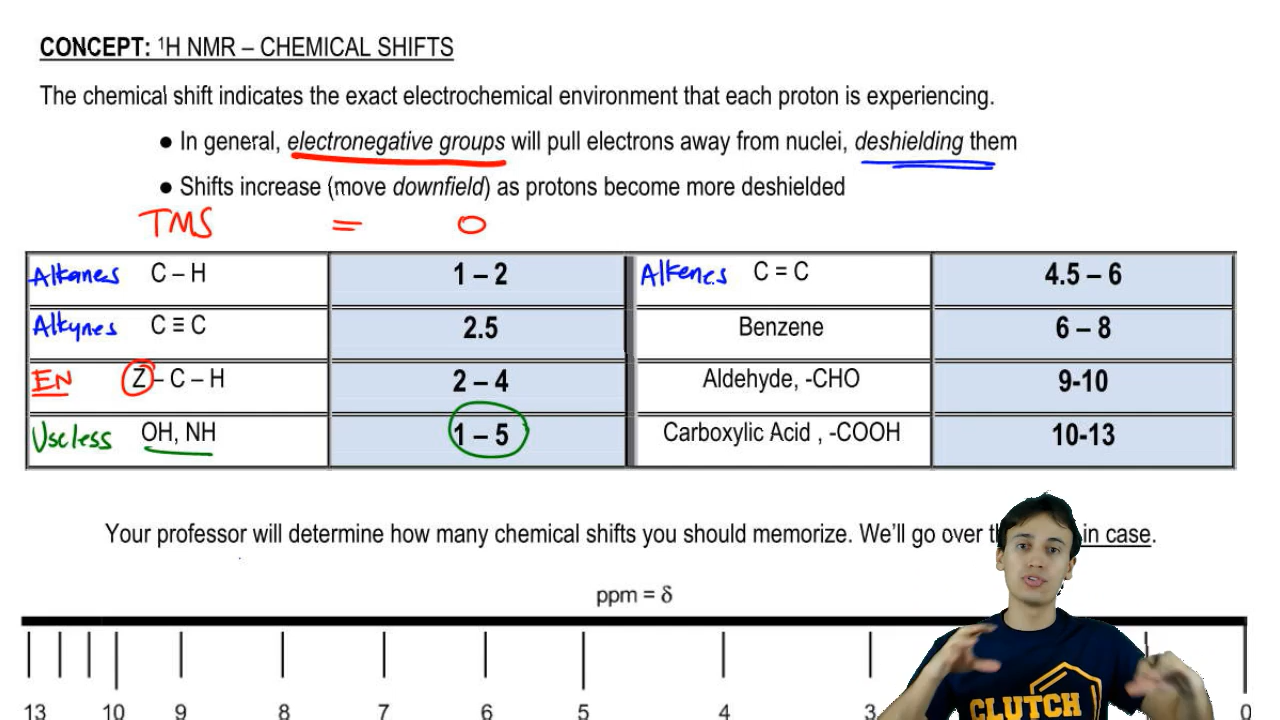 CONCEPT: ¹H NMR – CHEMICAL SHIFTS
The chemical shift indicates the exact electrochemical environment that each proton is experiencing.
● In general, electronegative groups will pull electrons away from nuclei, deshielding them
● Shifts increase (move downfield) as protons become more deshielded
TMS = 0
Alkanes C – H 1 – 2 Alkenes C = C 4.5 – 6
Alkynes C ≡ C 2.5 Benzene 6 – 8
EN Z – C – H 2 – 4 Aldehyde, -CHO 9-10
Useless OH, NH 1 – 5 Carboxylic Acid , -COOH 10-13
Your professor will determine how many chemical shifts you should memorize. We'll go over in case.
ppm = δ
13 10 9 8 7 6 5 4 3 0
CLUTCH